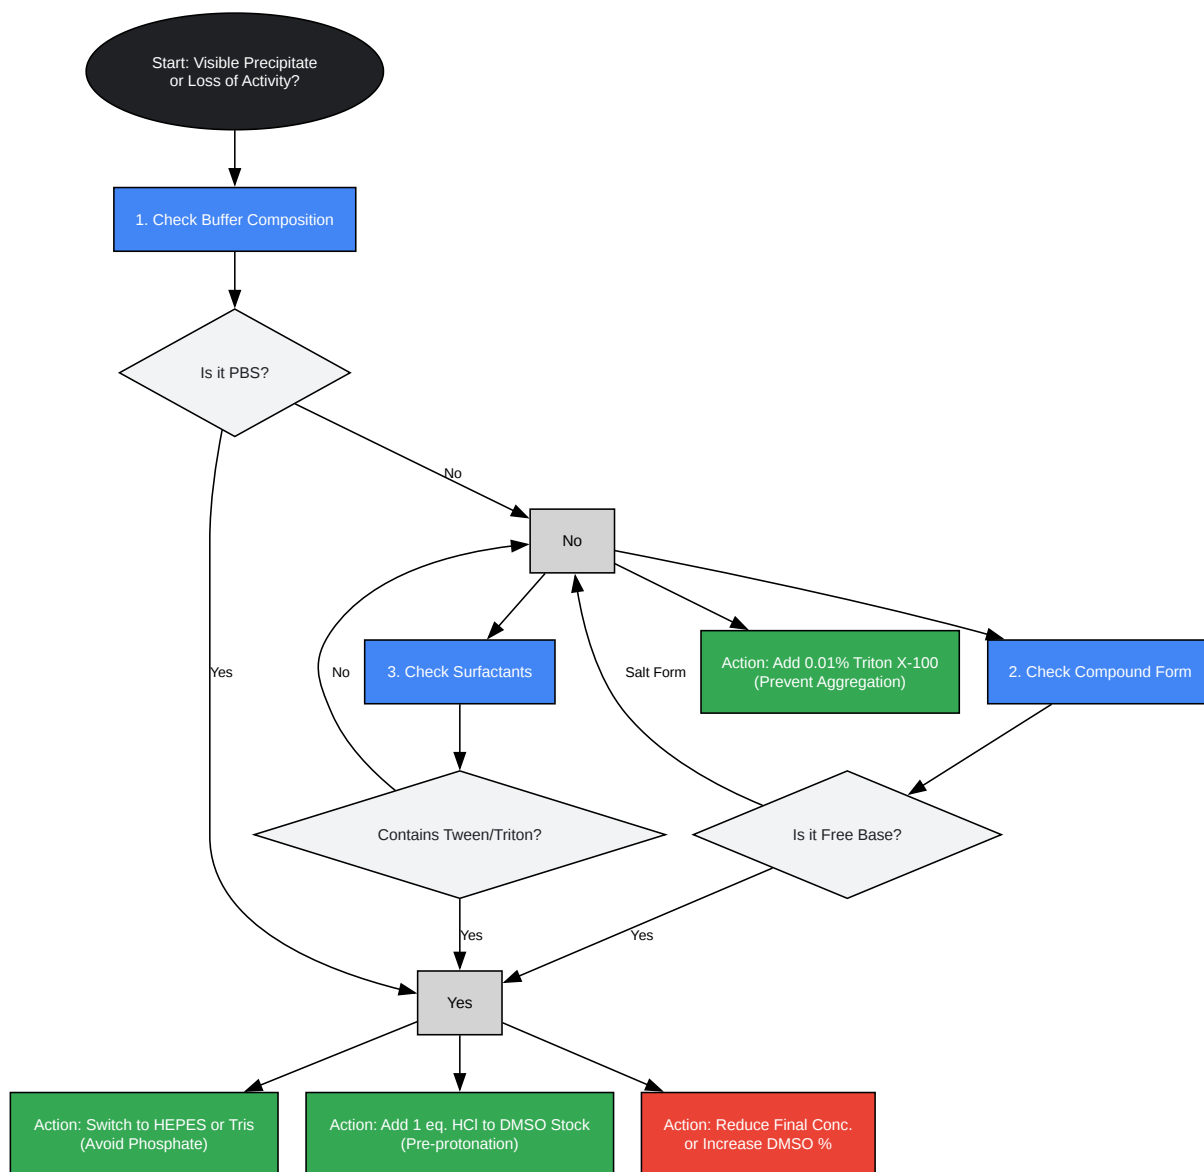 Start: Visible Precipitate
or Loss of Activity?
1. Check Buffer Composition
Is it PBS?
No
No
Yes
No
3. Check Surfactants
Salt Form
Action: Add 0.01% Triton X-100
(Prevent Aggregation)
2. Check Compound Form
Contains Tween/Triton?
Is it Free Base?
Yes
Yes
Yes
Action: Switch to HEPES or Tris
(Avoid Phosphate)
Action: Add 1 eq. HCl to DMSO Stock
(Pre-protonation)
Action: Reduce Final Conc.
or Increase DMSO %